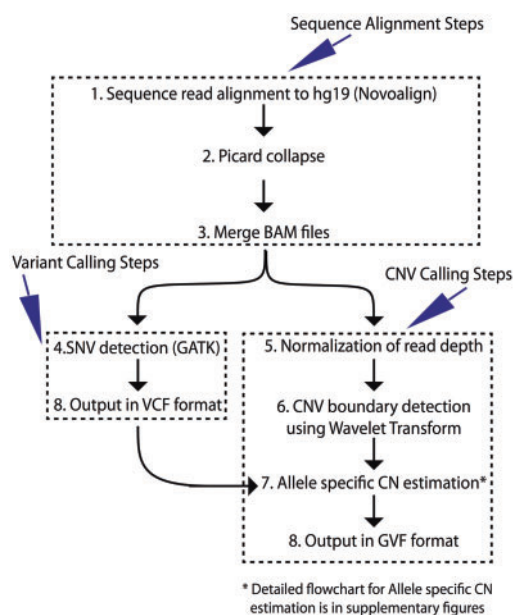 Sequence Alignment Steps
1. Sequence read alignment to hg19 (Novoalign)
2. Picard collapse
3. Merge BAM files
Variant Calling Steps
CNV Calling Steps
4.SNV detection (GATK)
8. Output in VCF format
5. Normalization of read depth
6. CNV boundary detection
using Wavelet Transform
7. Allele specific CN estimation*
8. Output in GVF format
* Detailed flowchart for Allele specific CN
estimation is in supplementary figures